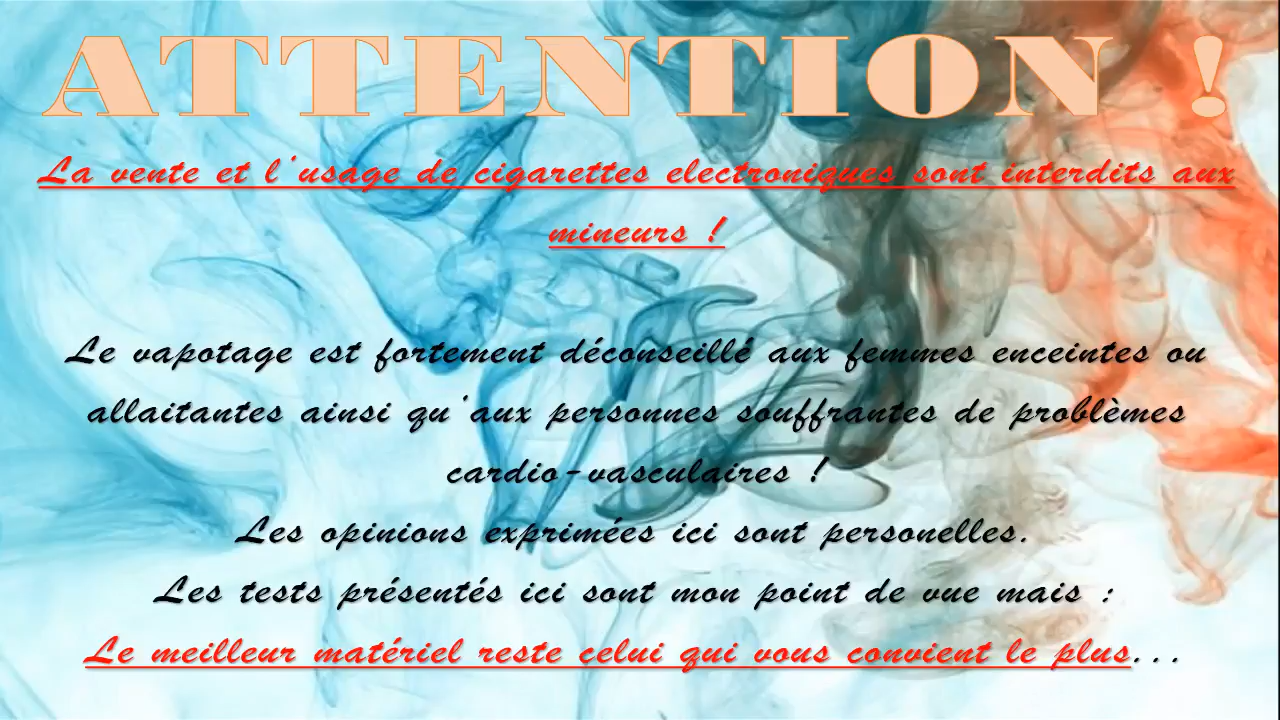 ATTENTION !
La vente et l'usage de cigarettes electroniques sont interdits aux
mineurs !
Le vapotage est fortement déconseillé aux femmes enceintes ou
allaitantes ainsi qu'aux personnes souffrantes de problèmes
cardio-vasculaires !
Les opinions exprimées ici sont personelles.
Les tests présentés ici sont mon point de vue mais :
Le meilleur matériel reste celui qui vous convient le plus...